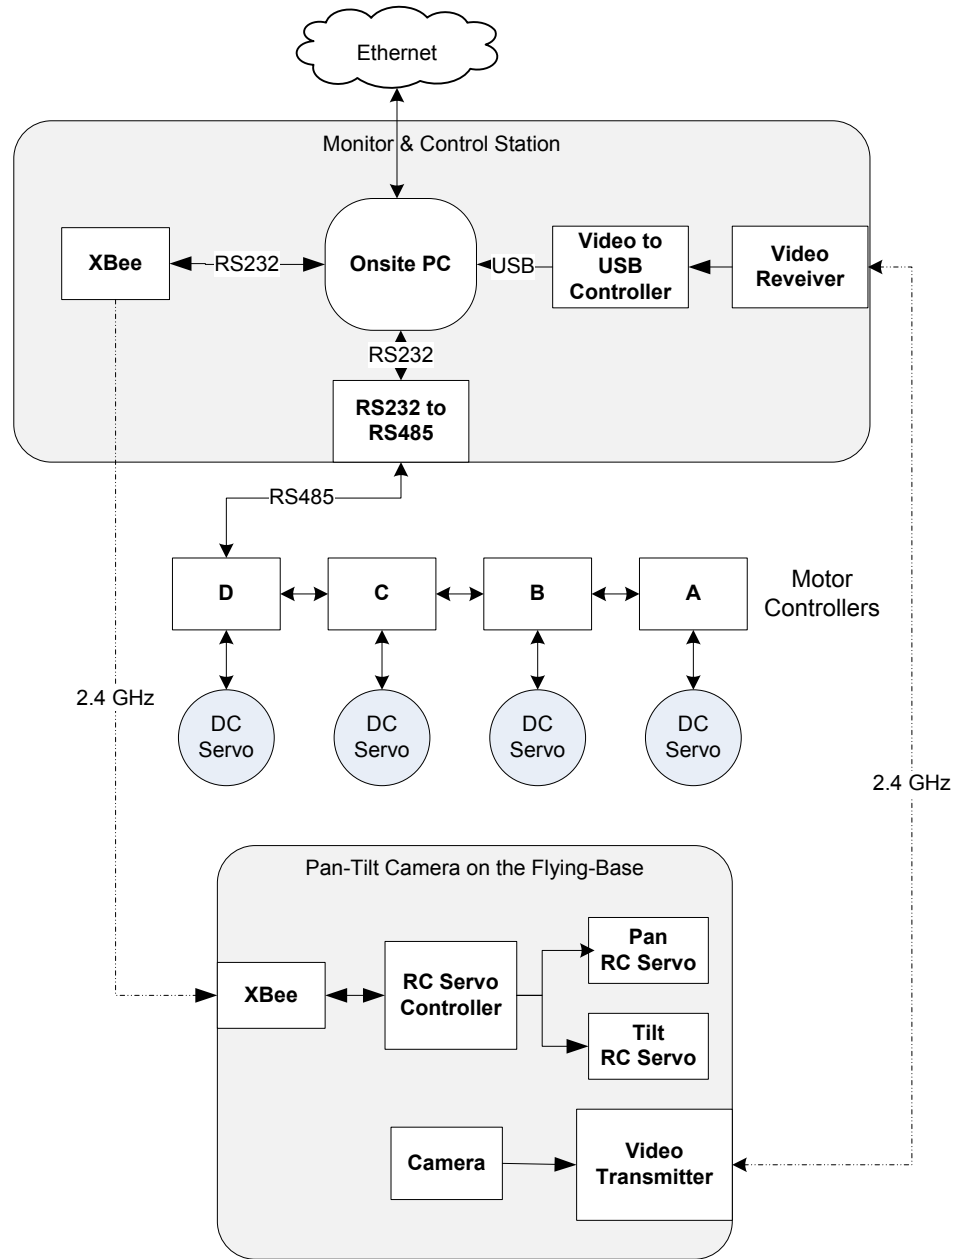 Ethernet
Monitor & Control Station
XBee
RS232
Onsite PC
USB
Video to
USB
Controller
Video
Reveiver
RS232
RS232 to
RS485
RS485
D
C
B
A
Motor
Controllers
DC
Servo
DC
Servo
DC
Servo
DC
Servo
2.4 GHz
2.4 GHz
Pan-Tilt Camera on the Flying-Base
XBee
RC Servo
Controller
Pan
RC Servo
Tilt
RC Servo
Camera
Video
Transmitter